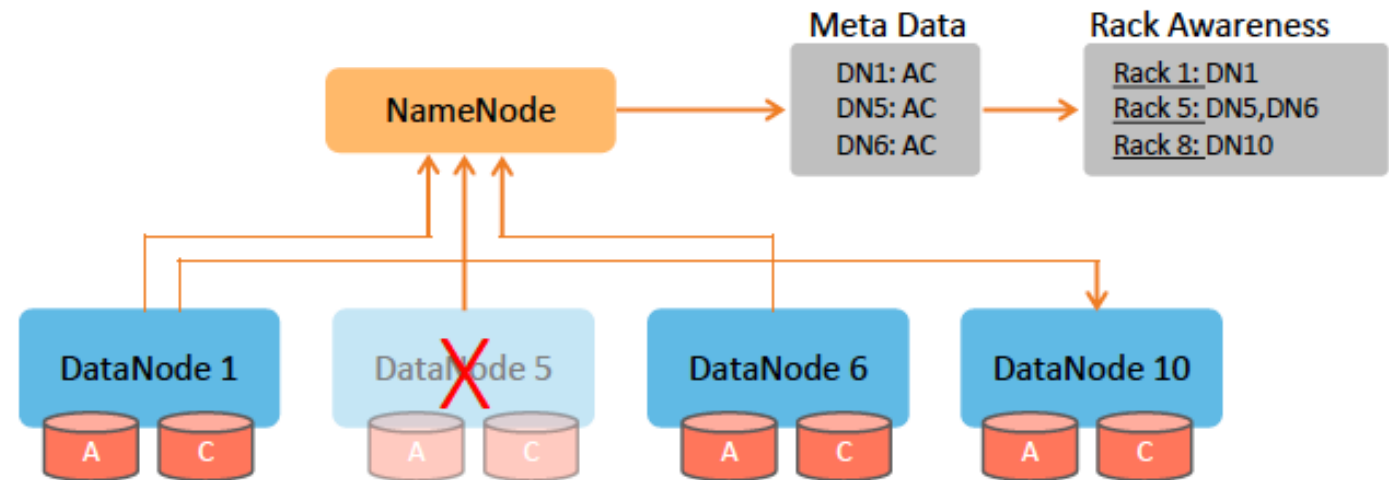 Meta Data
Rack Awareness
NameNode
DN1: AC
DN5: AC
DN6: AC
Rack 1: DN1
Rack 5: DN5,DN6
Rack 8: DN10
DataNode 1
DataNode 5
DataNode 6
DataNode 10
A
C
A
C
A
C
A
C